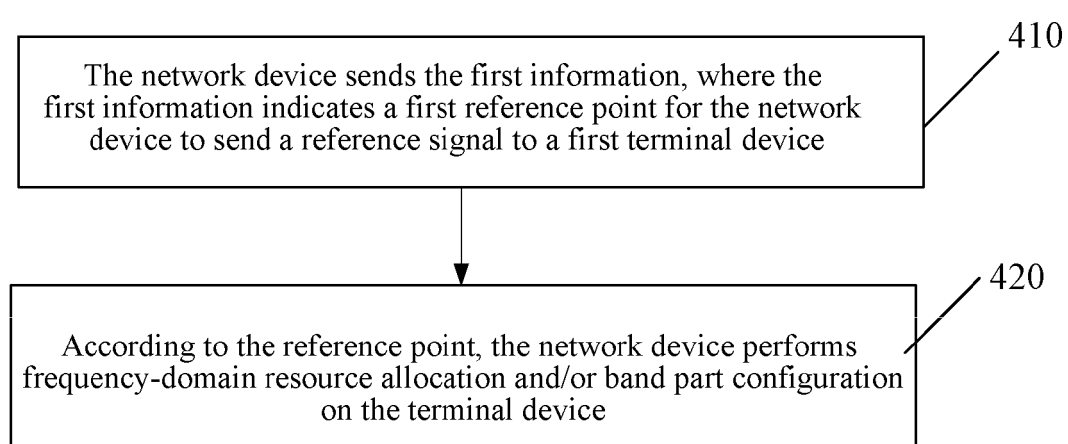 410
The network device sends the first information, where the
first information indicates a first reference point for the network
device to send a reference signal to a first terminal device
420
According to the reference point, the network device performs
frequency-domain resource allocation and/or band part configuration
on the terminal device